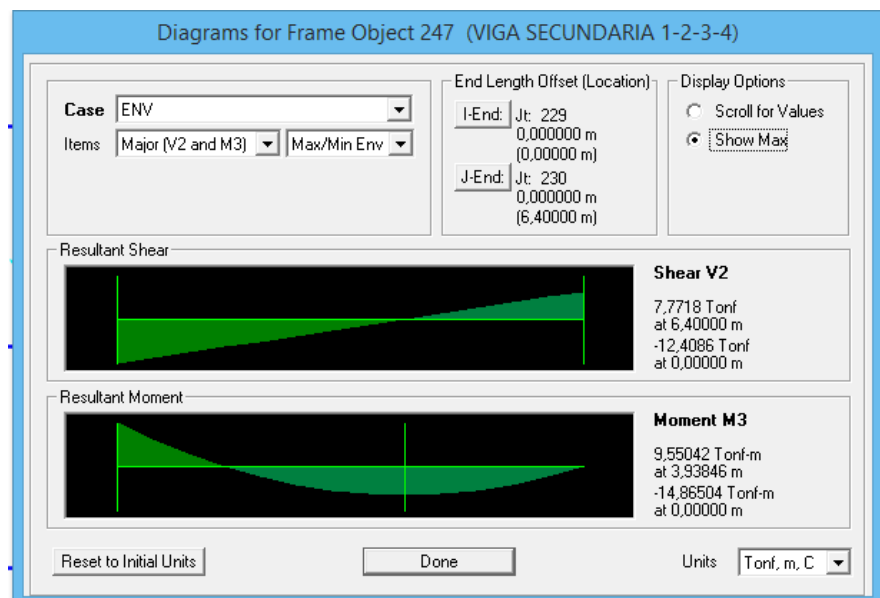 Diagrams for Frame Object 247 (VIGA SECUNDARIA 1-2-3-4)
Case ENV
Items Major (V2 and M3) Max/Min Env
End Length Offset (Location)
I-End: Jt: 229
0,000000 m
(0,00000 m)
J-End: Jt: 230
0,000000 m
(6,40000 m)
Display Options
Scroll for Values
Show Max
Resultant Shear
Shear V2
7,7718 Tonf
at 6,40000 m
-12,4086 Tonf
at 0,00000 m
Resultant Moment
Moment M3
9,55042 Tonf-m
at 3,93846 m
-14,86504 Tonf-m
at 0,00000 m
Reset to Initial Units
Done
Units Tonf, m, C